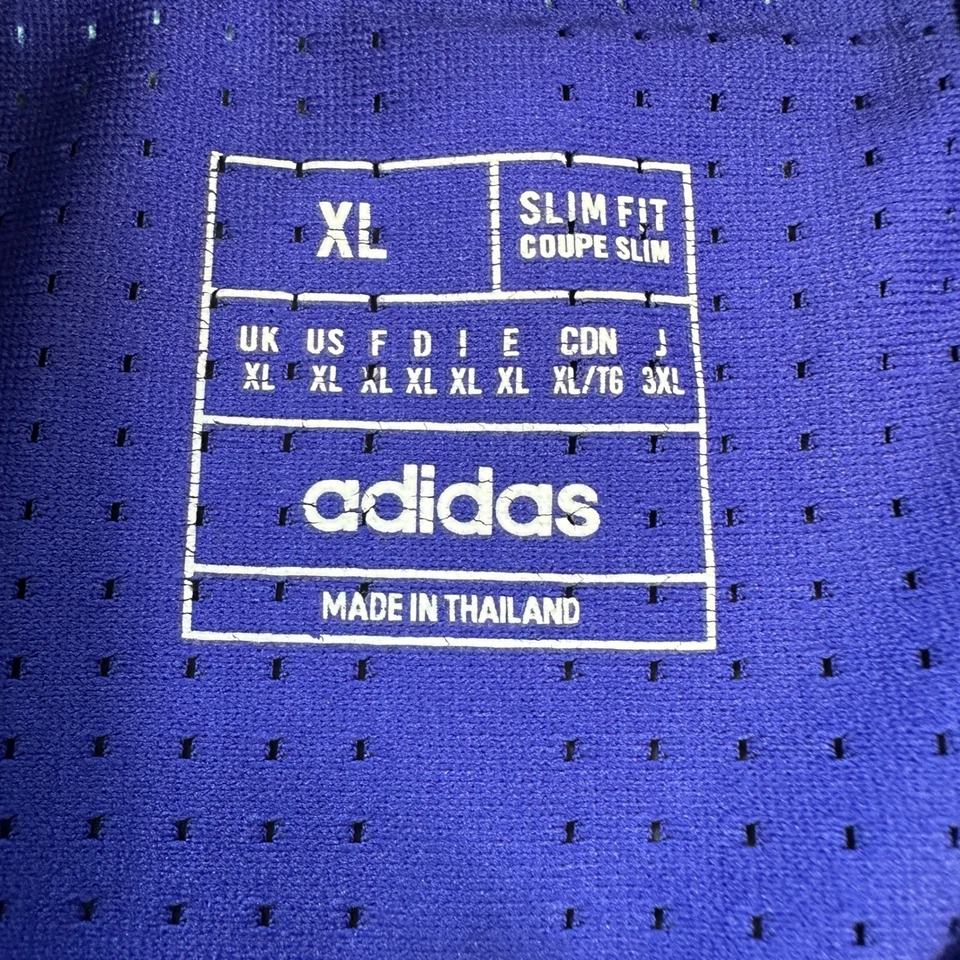 XL
SLIM FIT
COUPE SLIM
UK US F D I E CDN J
XL XL XL XL XL XL XL/TG 3XL
adidas
MADE IN THAILAND